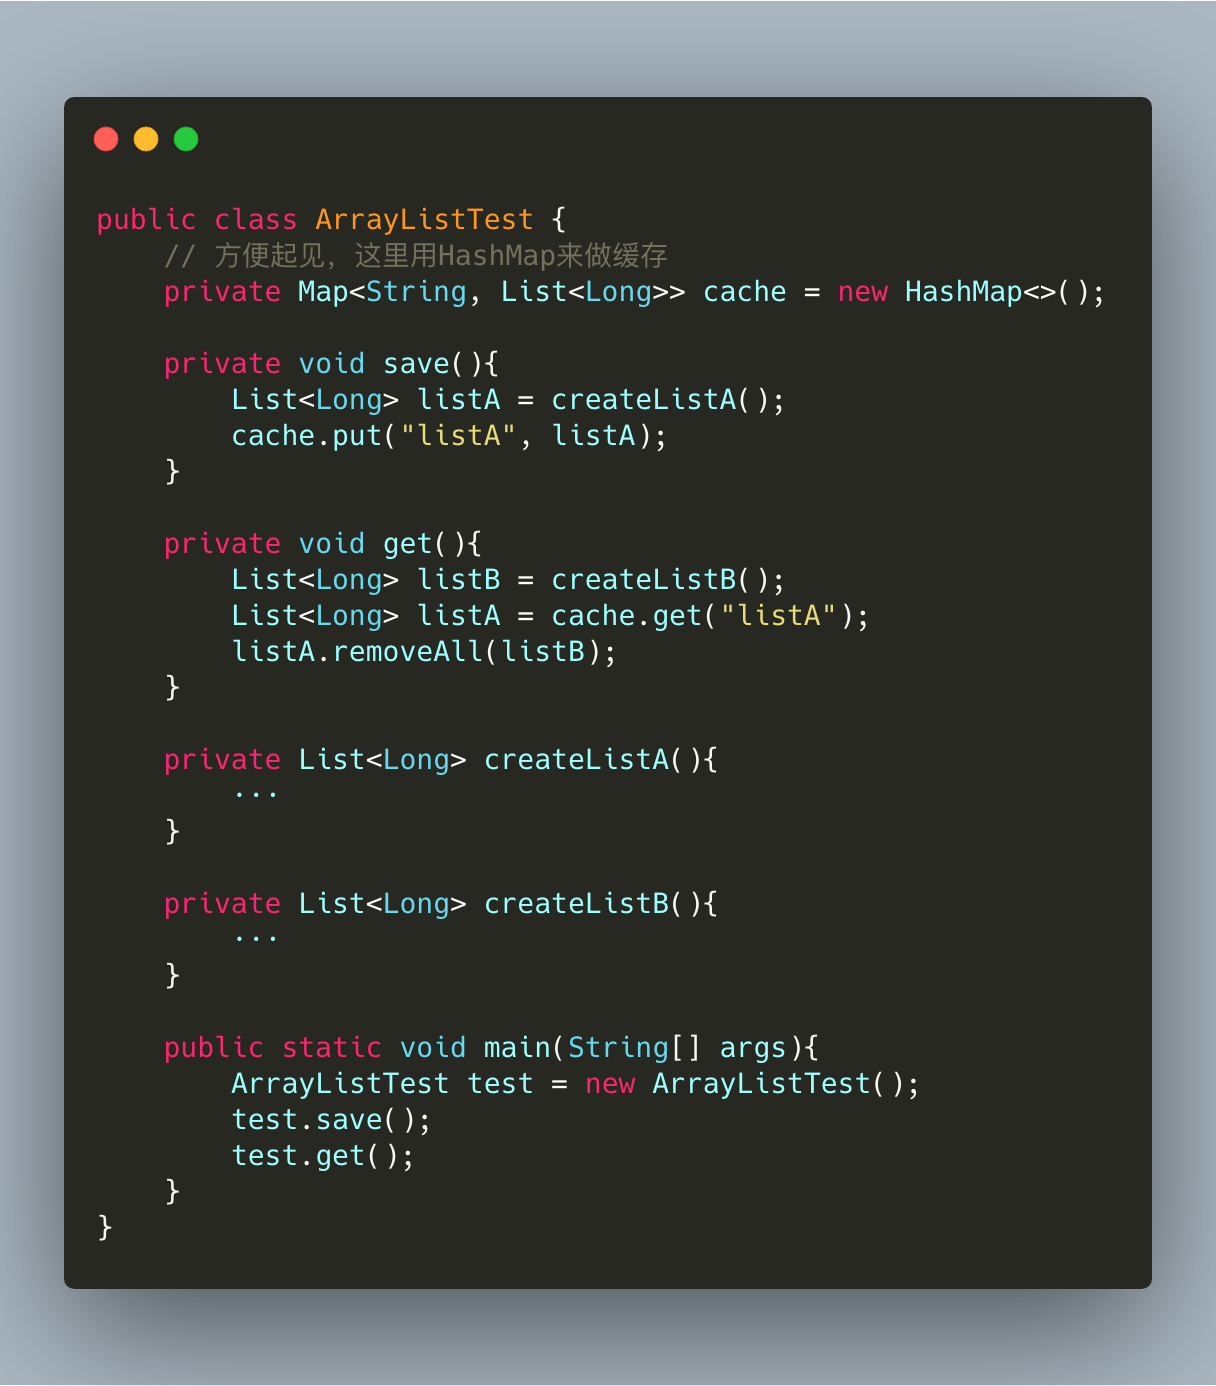 public class ArrayListTest {
    // 方便起见，这里用HashMap来做缓存
    private Map<String, List<Long>> cache = new HashMap<>();

    private void save(){
        List<Long> listA = createListA();
        cache.put("listA", listA);
    }

    private void get(){
        List<Long> listB = createListB();
        List<Long> listA = cache.get("listA");
        listA.removeAll(listB);
    }

    private List<Long> createListA(){
        ...
    }

    private List<Long> createListB(){
        ...
    }

    public static void main(String[] args){
        ArrayListTest test = new ArrayListTest();
        test.save();
        test.get();
    }
}